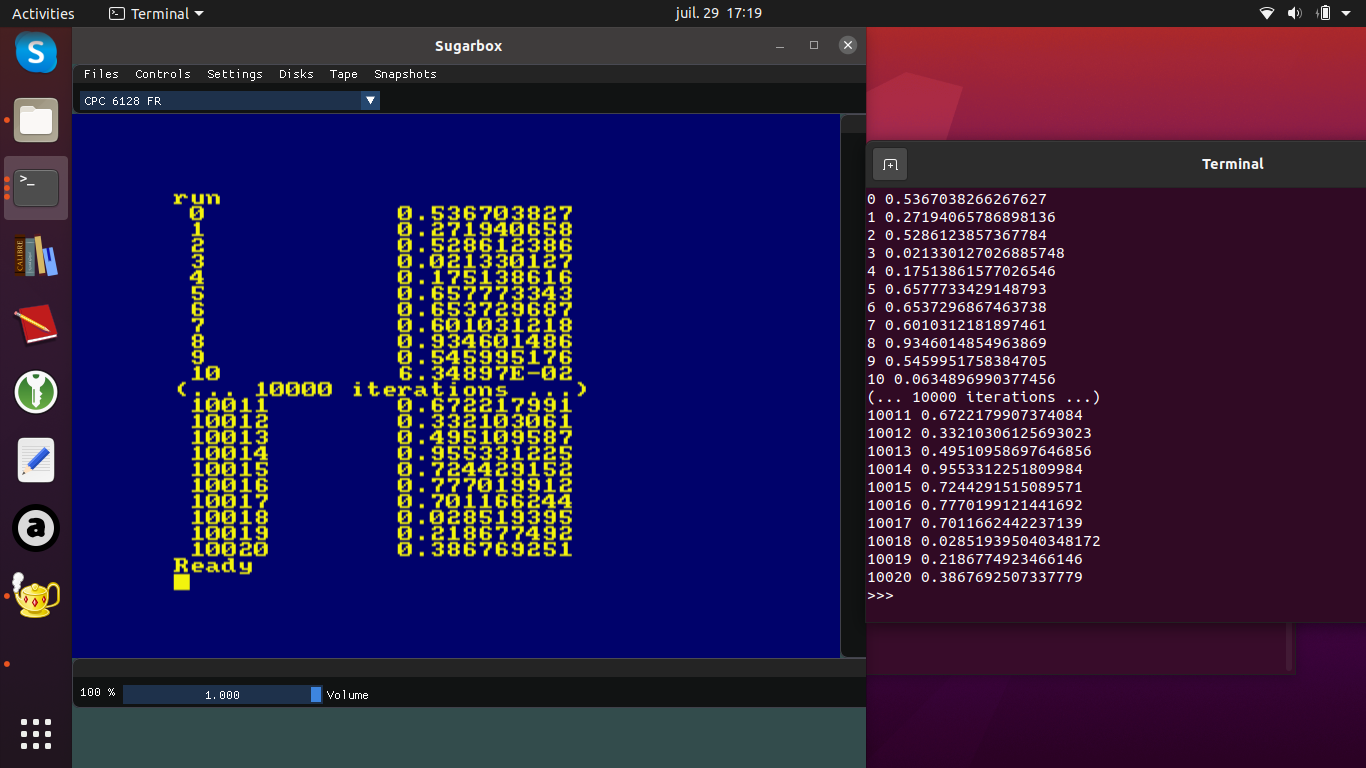 Activities
Terminal
juil. 29 17:19
Sugarbox
Files Controls Settings Disks Tape Snapshots
CPC 6128 FR
run
0 0.536703827
1 0.271940658
2 0.528612386
3 0.021330127
4 0.175138616
5 0.657773343
6 0.653729687
7 0.601031218
8 0.934601486
9 0.545995176
10 6.34897E-02
(... 10000 iterations ...)
10011 0.672217991
10012 0.332103061
10013 0.495109587
10014 0.955331225
10015 0.724429152
10016 0.777019912
10017 0.701166244
10018 0.028519395
10019 0.218677492
10020 0.386769251
Ready
100 % 1.000 Volume
Terminal
0 0.5367038266267627
1 0.27194065786898136
2 0.5286123857367784
3 0.021330127026885748
4 0.17513861577026546
5 0.6577733429148793
6 0.6537296867463738
7 0.6010312181897461
8 0.9346014854963869
9 0.5459951758384705
10 0.0634896990377456
(... 10000 iterations ...)
10011 0.6722179907374084
10012 0.33210306125693023
10013 0.49510958697646856
10014 0.9553312251809984
10015 0.7244291515089571
10016 0.7770199121441692
10017 0.7011662442237139
10018 0.028519395040348172
10019 0.2186774923466146
10020 0.3867692507337779
>>>
S
>_
CALIBRE
a